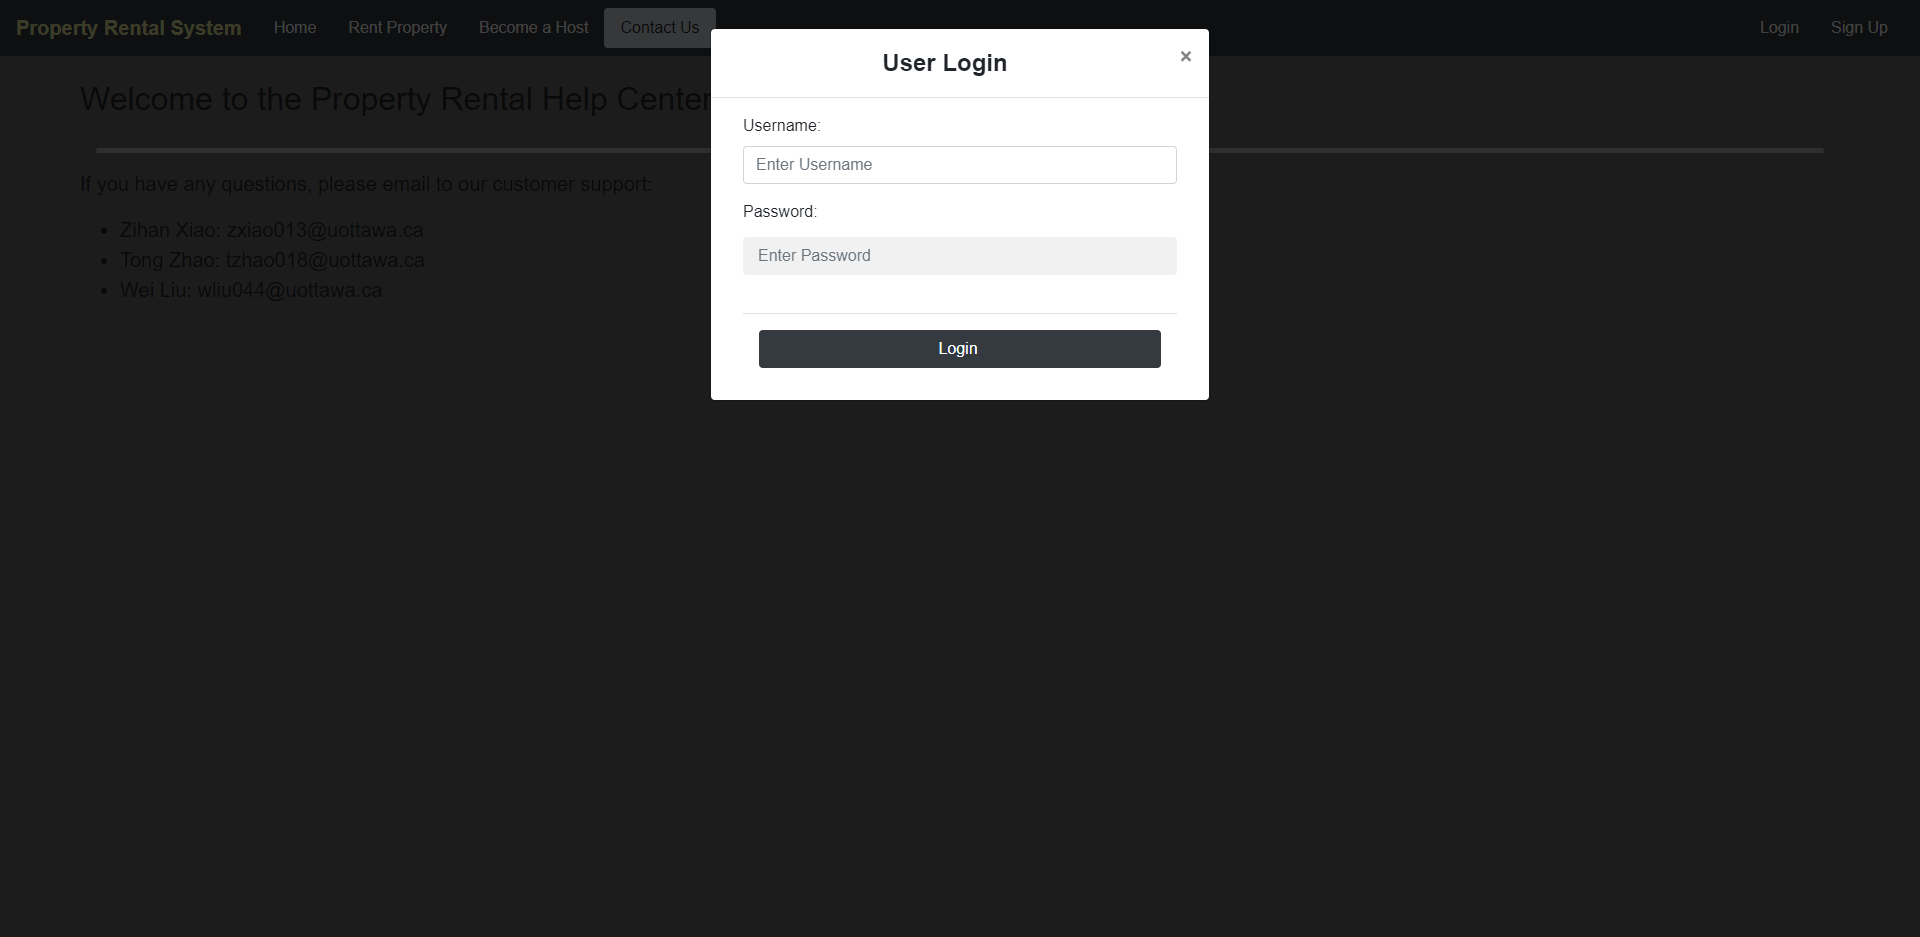 Property Rental System Home Rent Property Become a Host Contact Us Login Sign Up
User Login ×
Welcome to the Property Rental Help Center
Username:
Enter Username
If you have any questions, please email to our customer support:
Password:
Zihan Xiao: zxiao013@uottawa.ca
Tong Zhao: tzhao018@uottawa.ca
Wei Liu: wliu044@uottawa.ca
Enter Password
Login